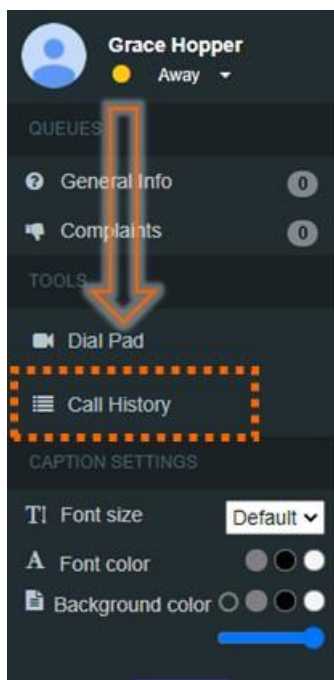 Grace Hopper
Away
QUEUES
General Info 0
Complaints 0
TOOLS
Dial Pad
Call History
CAPTION SETTINGS
Font size Default
A Font color
Background color